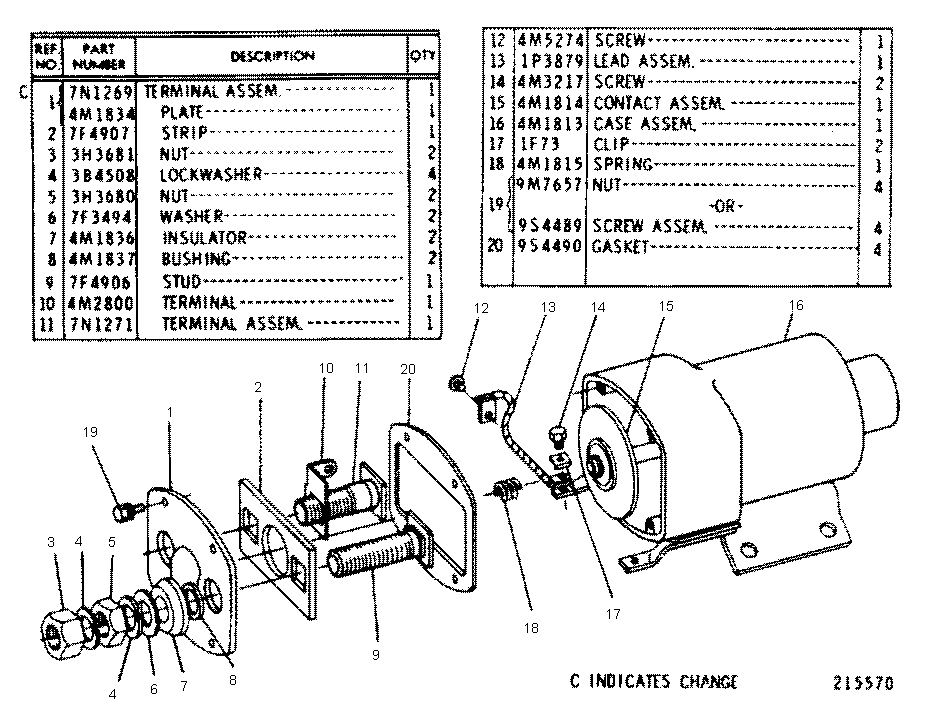 REF. NO. PART NUMBER DESCRIPTION QTY
C 1 7N1269 TERMINAL ASSEM. 1
4M1834 PLATE 1
2 7F4907 STRIP 1
3 3H3681 NUT 2
4 3B4508 LOCKWASHER 4
5 3H3680 NUT 2
6 7F3494 WASHER 2
7 4M1836 INSULATOR 2
8 4M1837 BUSHING 2
9 7F4906 STUD 1
10 4M2800 TERMINAL 1
11 7N1271 TERMINAL ASSEM. 1
12 4M5274 SCREW 1
13 1P3879 LEAD ASSEM. 1
14 4M3217 SCREW 2
15 4M1814 CONTACT ASSEM. 1
16 4M1813 CASE ASSEM. 1
17 1F73 CLIP 2
18 4M1815 SPRING 1
19 9M7657 NUT 4
-OR-
9S4489 SCREW ASSEM. 4
20 9S4490 GASKET 4
12 13 14 15 16
10 11 20
2
1
19
3 4 5
18 17
9
4 6 7 8
C INDICATES CHANGE 215570